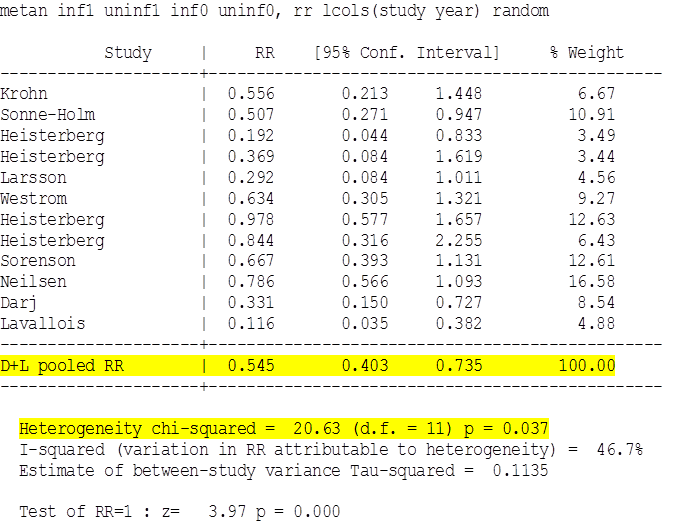 metan inf1 uninf1 inf0 uninf0, rr lcols(study year) random
Study | RR [95% Conf. Interval] % Weight
---------------------+---------------------------------------------------
Krohn | 0.556 0.213 1.448 6.67
Sonne-Holm | 0.507 0.271 0.947 10.91
Heisterberg | 0.192 0.044 0.833 3.49
Heisterberg | 0.369 0.084 1.619 3.44
Larsson | 0.292 0.084 1.011 4.56
Westrom | 0.634 0.305 1.321 9.27
Heisterberg | 0.978 0.577 1.657 12.63
Heisterberg | 0.844 0.316 2.255 6.43
Sorenson | 0.667 0.393 1.131 12.61
Neilsen | 0.786 0.566 1.093 16.58
Darj | 0.331 0.150 0.727 8.54
Lavallois | 0.116 0.035 0.382 4.88
---------------------+---------------------------------------------------
D+L pooled RR | 0.545 0.403 0.735 100.00
---------------------+---------------------------------------------------
Heterogeneity chi-squared = 20.63 (d.f. = 11) p = 0.037
I-squared (variation in RR attributable to heterogeneity) = 46.7%
Estimate of between-study variance Tau-squared = 0.1135
Test of RR=1 : z= 3.97 p = 0.000